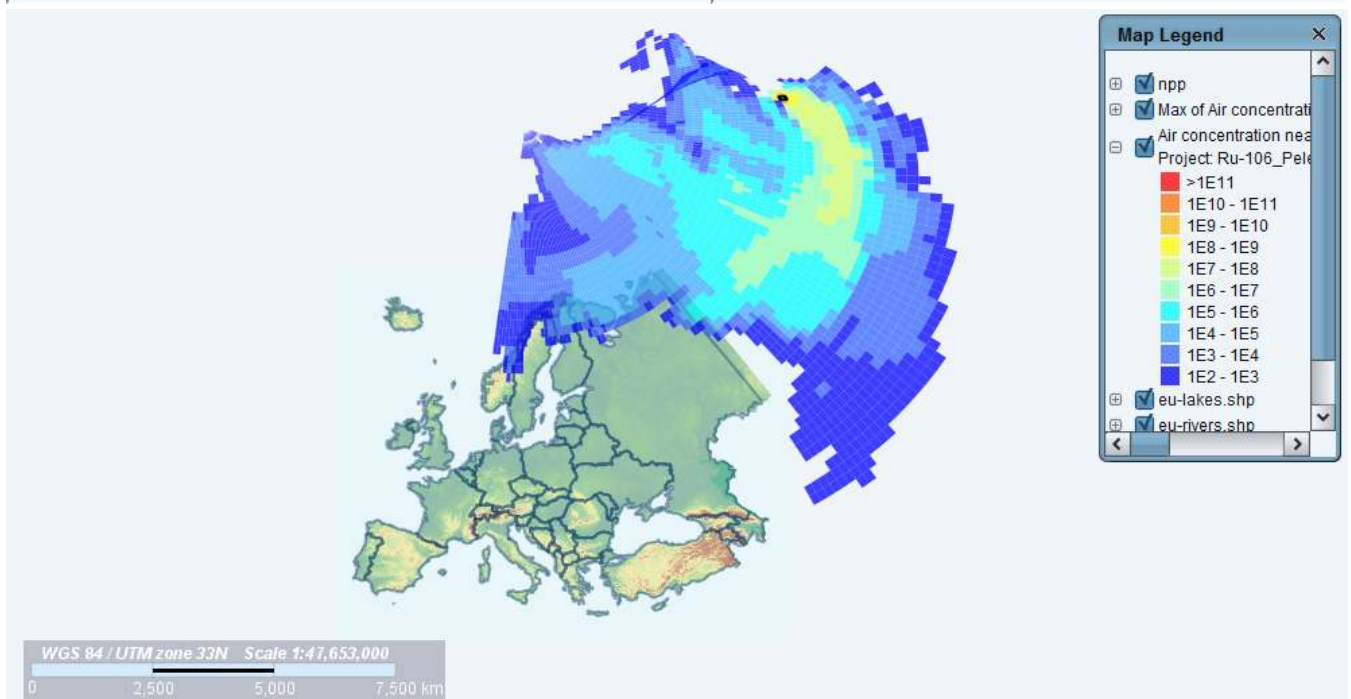 Map Legend
npp
Max of Air concentrati
Air concentration nea
Project: Ru-106_Pele
>1E11
1E10 - 1E11
1E9 - 1E10
1E8 - 1E9
1E7 - 1E8
1E6 - 1E7
1E5 - 1E6
1E4 - 1E5
1E3 - 1E4
1E2 - 1E3
eu-lakes.shp
eu-rivers.shp
WGS 84 / UTM zone 33N Scale 1:47,653,000
0 2,500 5,000 7,500 km